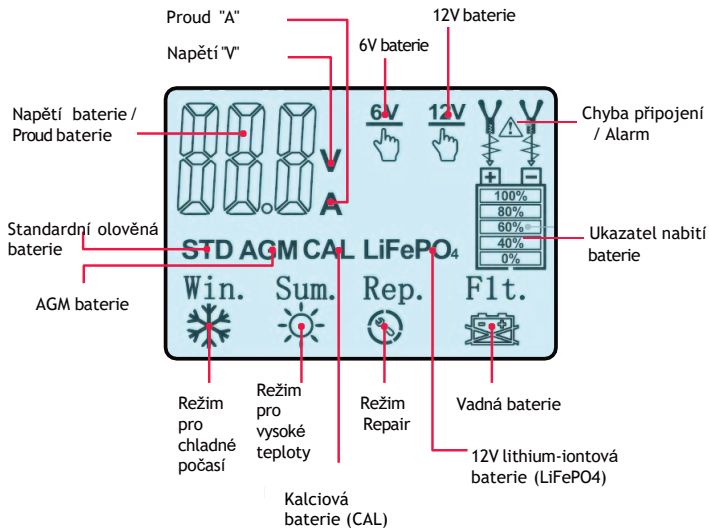 Proud "A"
12V baterie
Napětí "V"
6V baterie
Napětí baterie /
Proud baterie
88.8
V
A
6V
12V
Chyba připojení
/ Alarm
+ -
100%
80%
60%
40%
0%
Ukazatel nabití
baterie
Standardní olověná
baterie
STD AGM CAL LiFePO4
AGM baterie
Win. Sum. Rep. Flt.
Režim
pro
chladné
počasí
Režim
pro
vysoké
teploty
Režim
Repair
Vadná baterie
12V lithium-iontová
baterie (LiFePO4)
Kalciová
baterie (CAL)